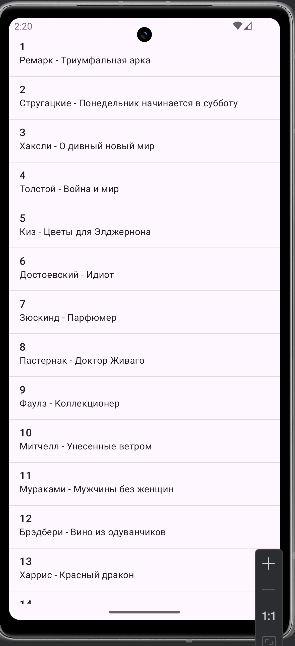 2:20
1
Ремарк - Триумфальная арка
2
Стругацкие - Понедельник начинается в субботу
3
Хаксли - О дивный новый мир
4
Толстой - Война и мир
5
Киз - Цветы для Элджернона
6
Достоевский - Идиот
7
Зюскинд - Парфюмер
8
Пастернак - Доктор Живаго
9
Фаулз - Коллекционер
10
Митчелл - Унесенные ветром
11
Мураками - Мужчины без женщин
12
Брэдбери - Вино из одуванчиков
13
Харрис - Красный дракон
14
1:1